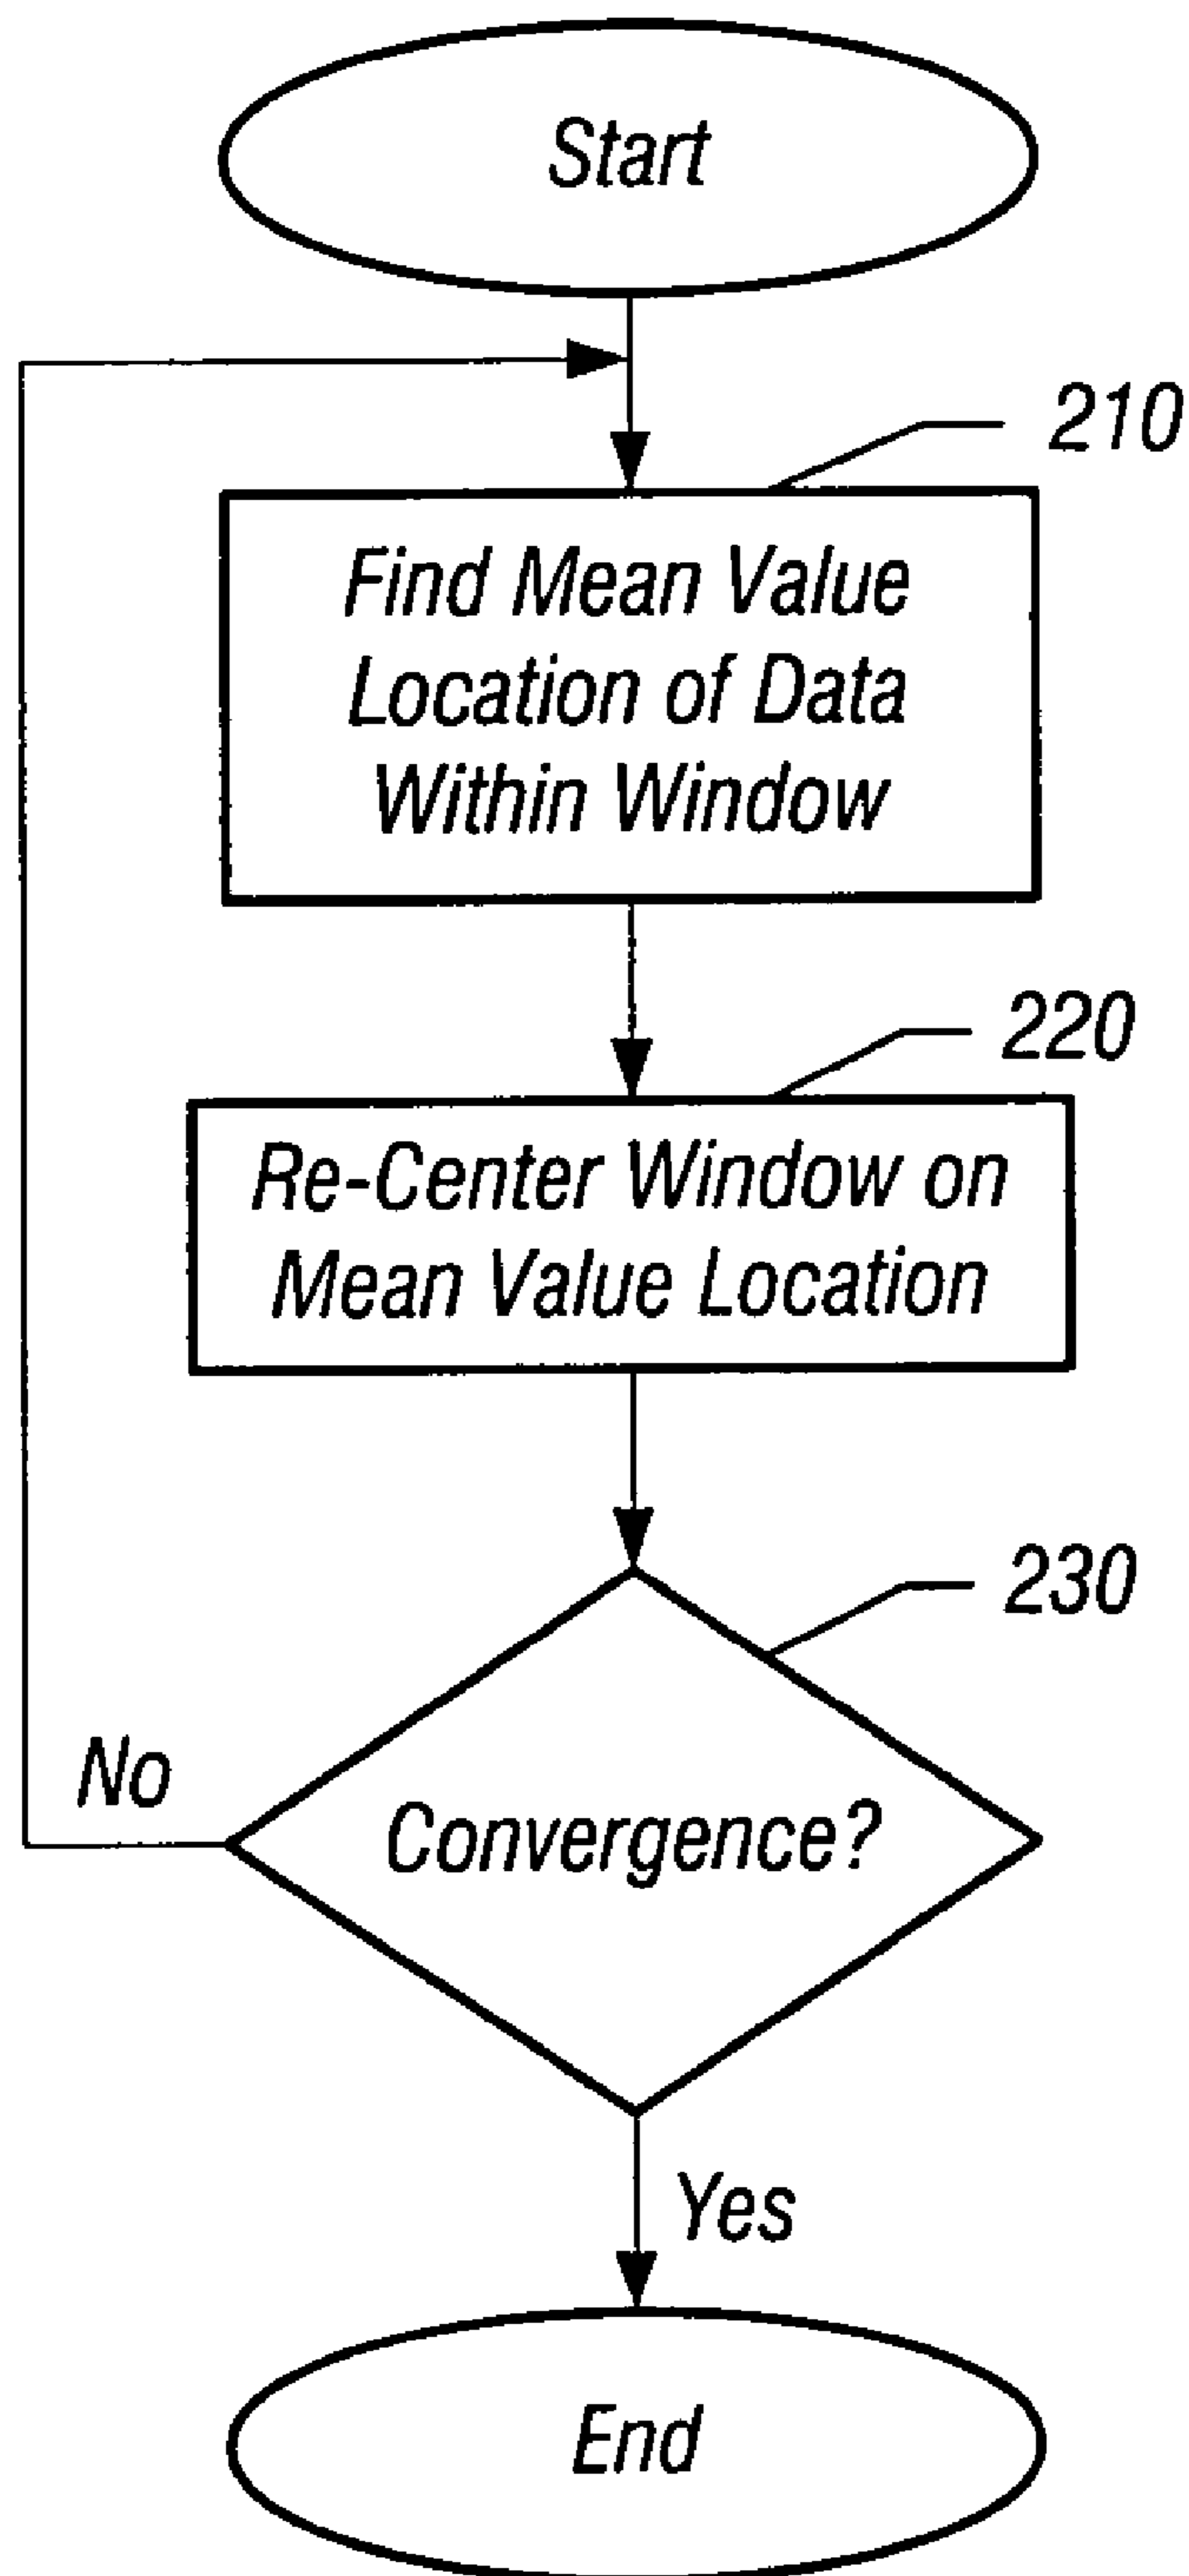 Start
210
Find Mean Value
Location of Data
Within Window
220
Re-Center Window on
Mean Value Location
230
No
Convergence?
Yes
End